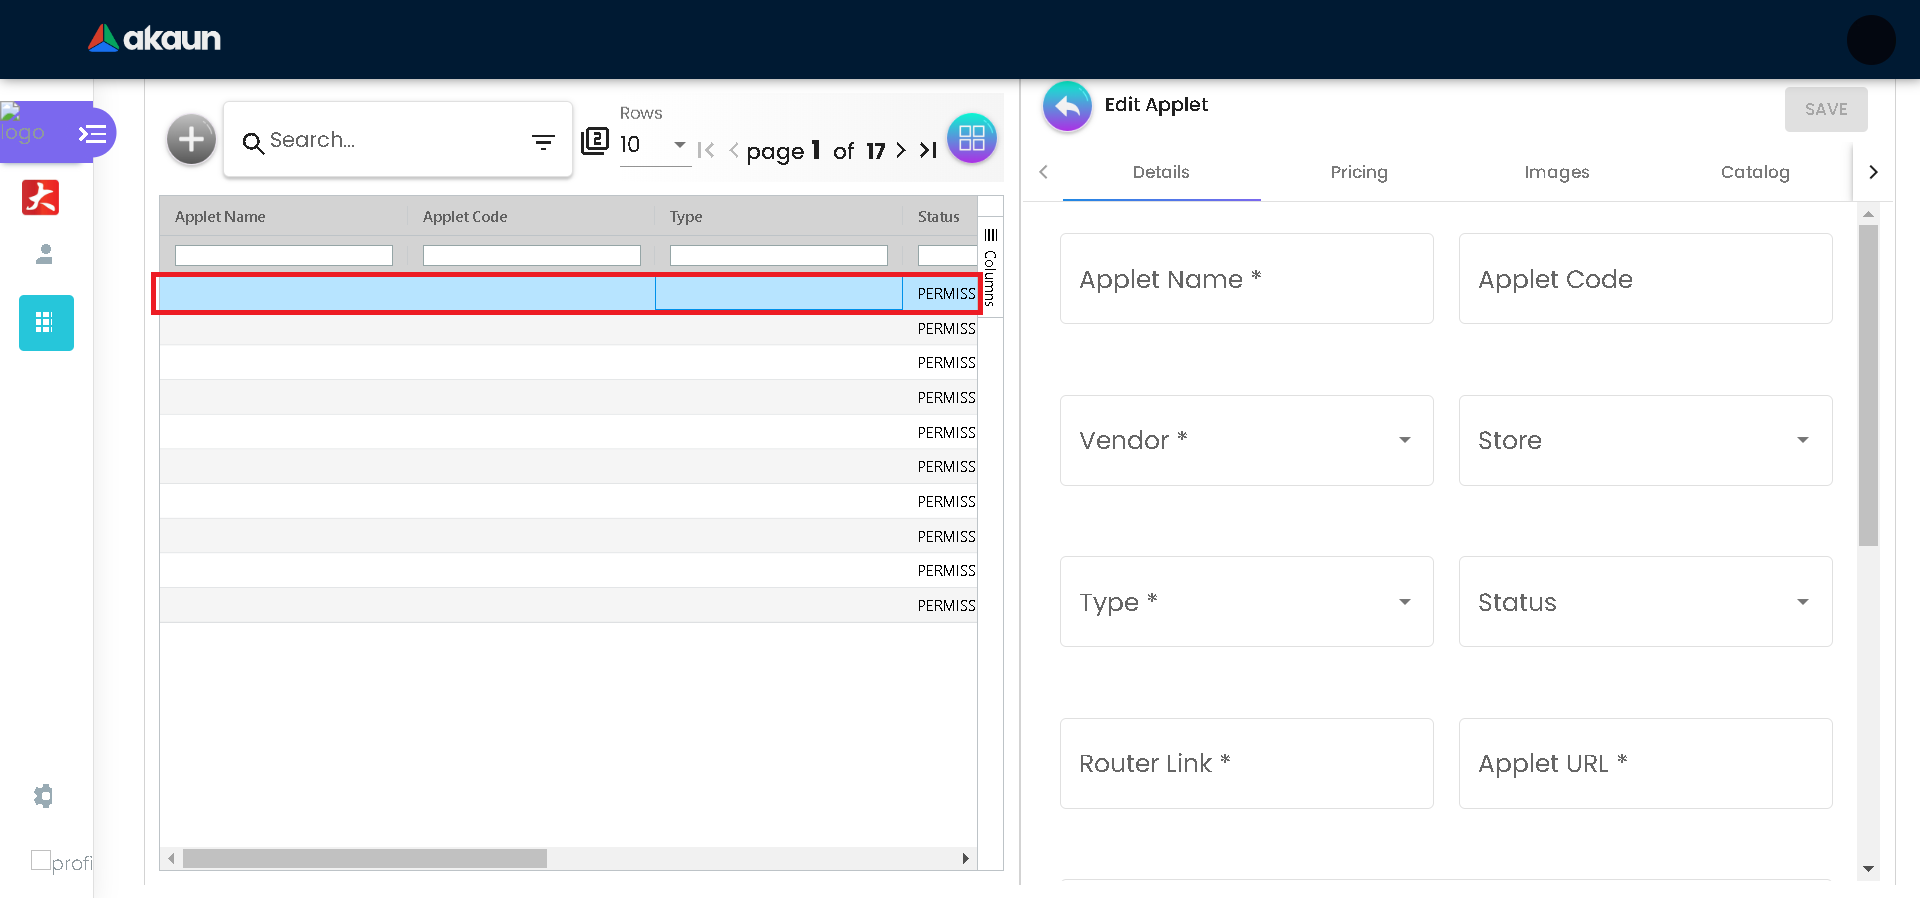 akaun
logo
Search...
Rows
10
2
page 1 of 17
Applet Name
Applet Code
Type
Status
Columns
PERMISS
PERMISS
PERMISS
PERMISS
PERMISS
PERMISS
PERMISS
PERMISS
PERMISS
PERMISS
profi
Edit Applet
SAVE
Details
Pricing
Images
Catalog
Applet Name *
Applet Code
Vendor *
Store
Type *
Status
Router Link *
Applet URL *